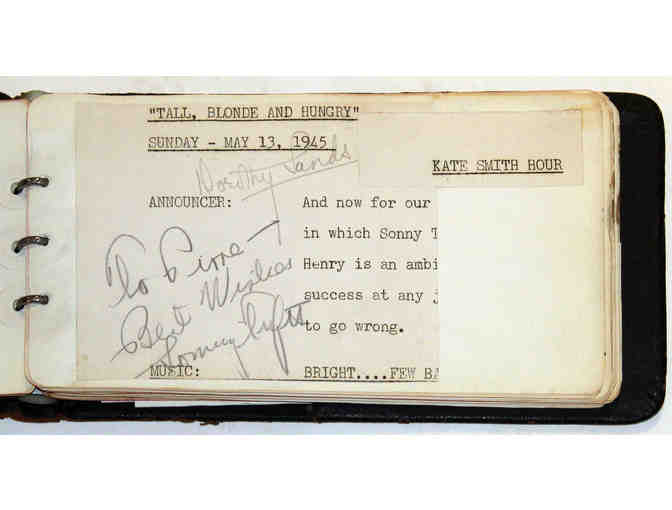 "TALL, BLONDE AND HUNGRY"
SUNDAY - MAY 13, 1945
Dorothy Sands
KATE SMITH HOUR
ANNOUNCER: And now for our
in which Sonny T
Henry is an ambi
success at any j
to go wrong.
To
Best Wishes
Sonny Tufts
MUSIC: BRIGHT....FEW BA